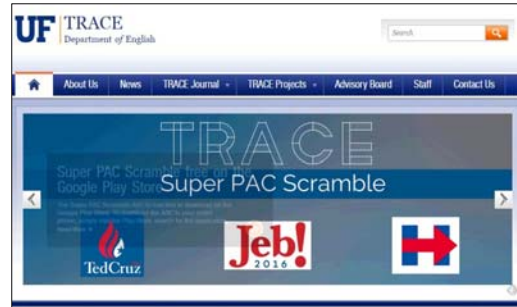 UF TRACE
Department of English
Search
About Us News TRACE Journal TRACE Projects Advisory Board Staff Contact Us
TRACE
Super PAC Scramble
Super PAC Scramble free on the
Google Play Store
TedCruz
Jeb!
2016
H